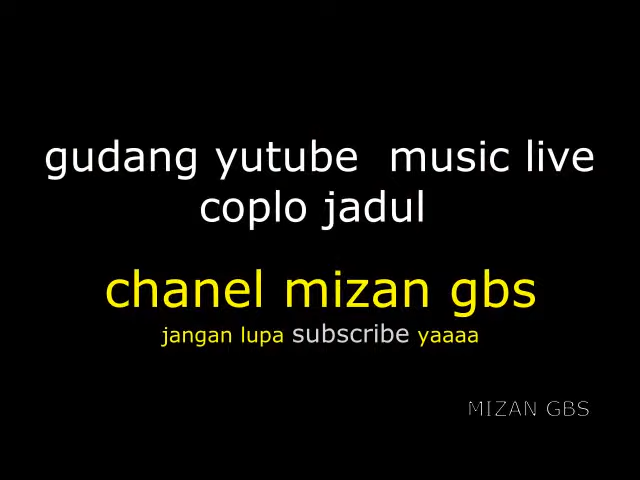 gudang yutube  music live
coplo jadul
chanel mizan gbs
jangan lupa subscribe yaaaa
MIZAN GBS